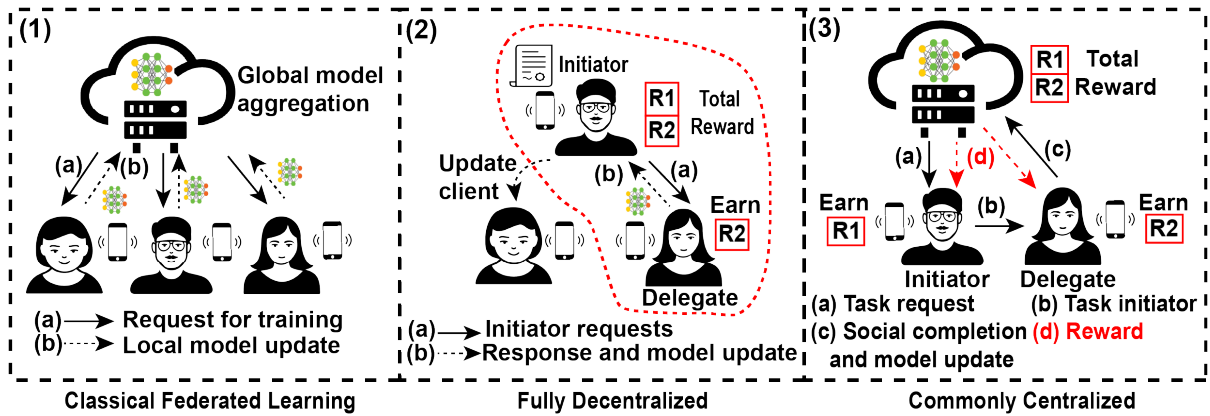 (1)
Global model
aggregation
(a)
(b)
(a) Request for training
(b) Local model update
Classical Federated Learning
(2)
Initiator
R1
R2
Total
Reward
Update
client
(b)
(a)
Earn
R2
Delegate
(a) Initiator requests
(b) Response and model update
Fully Decentralized
(3)
R1 Total
R2 Reward
(a)
(d)
(c)
Earn
R1
(b)
Earn
R2
Initiator
Delegate
(a) Task request
(b) Task initiator
(c) Social completion
and model update
(d) Reward
Commonly Centralized